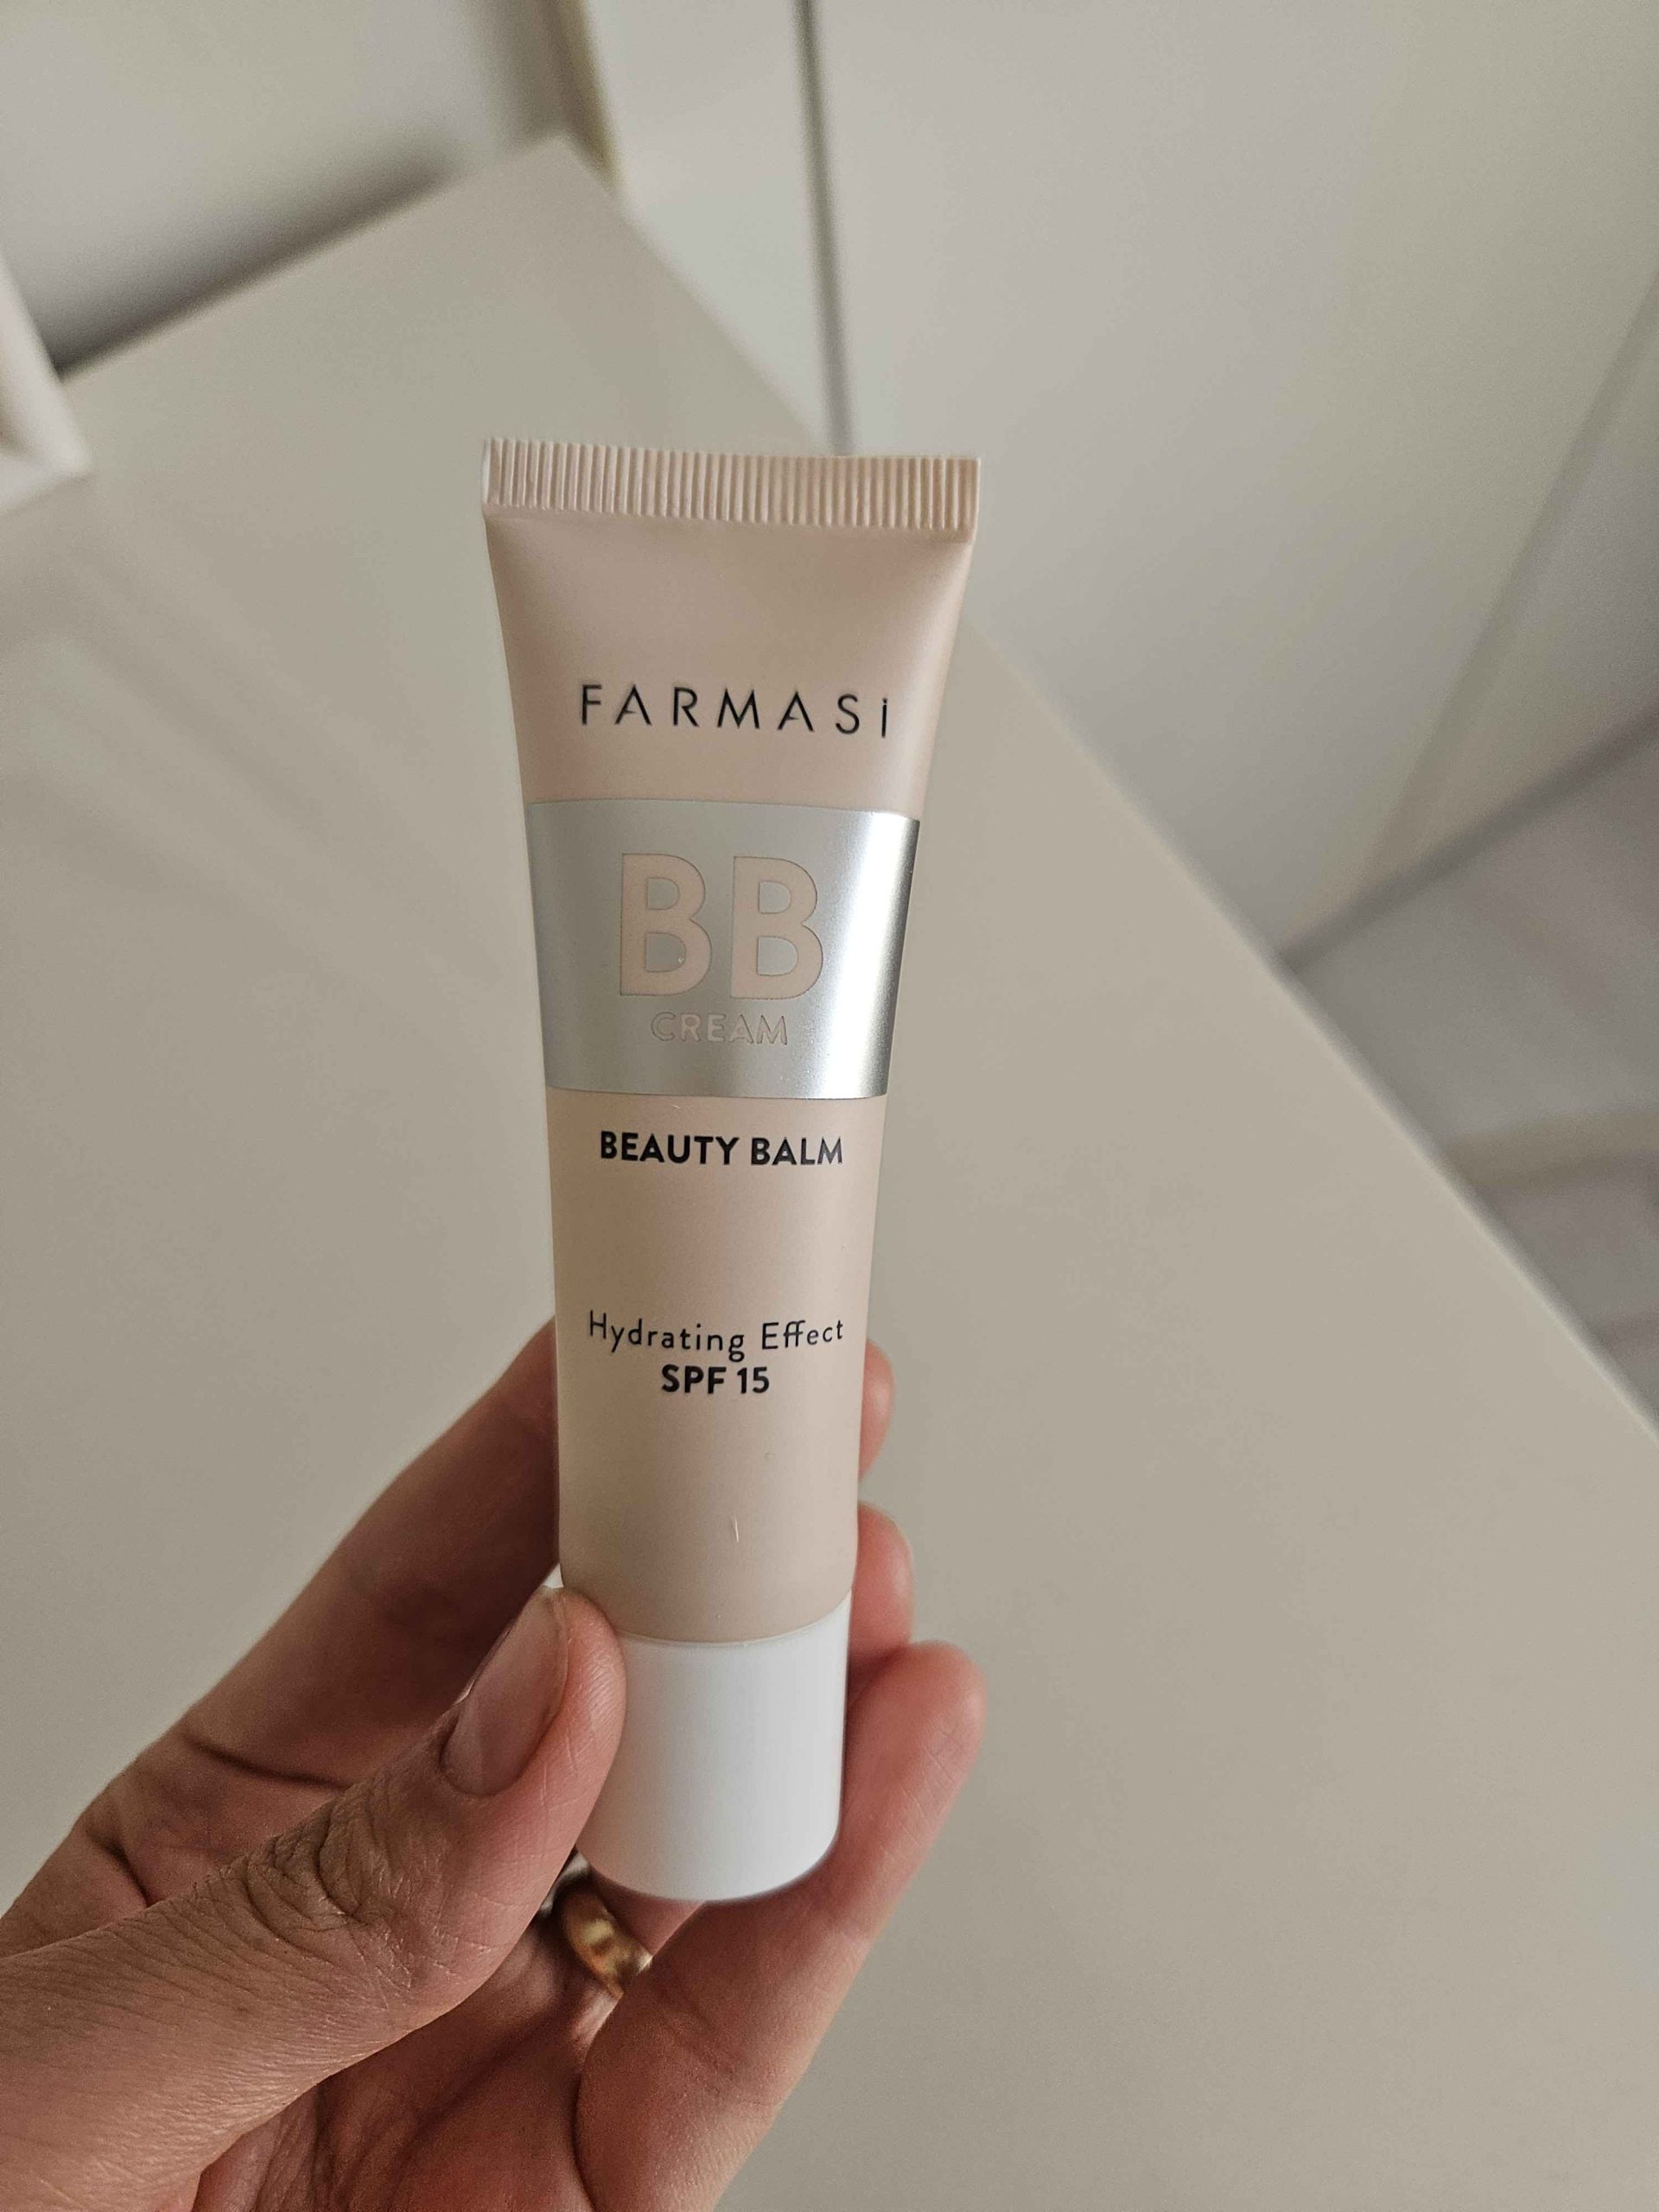 FARMASi
BB
CREAM
BEAUTY BALM
Hydrating Effect
SPF 15